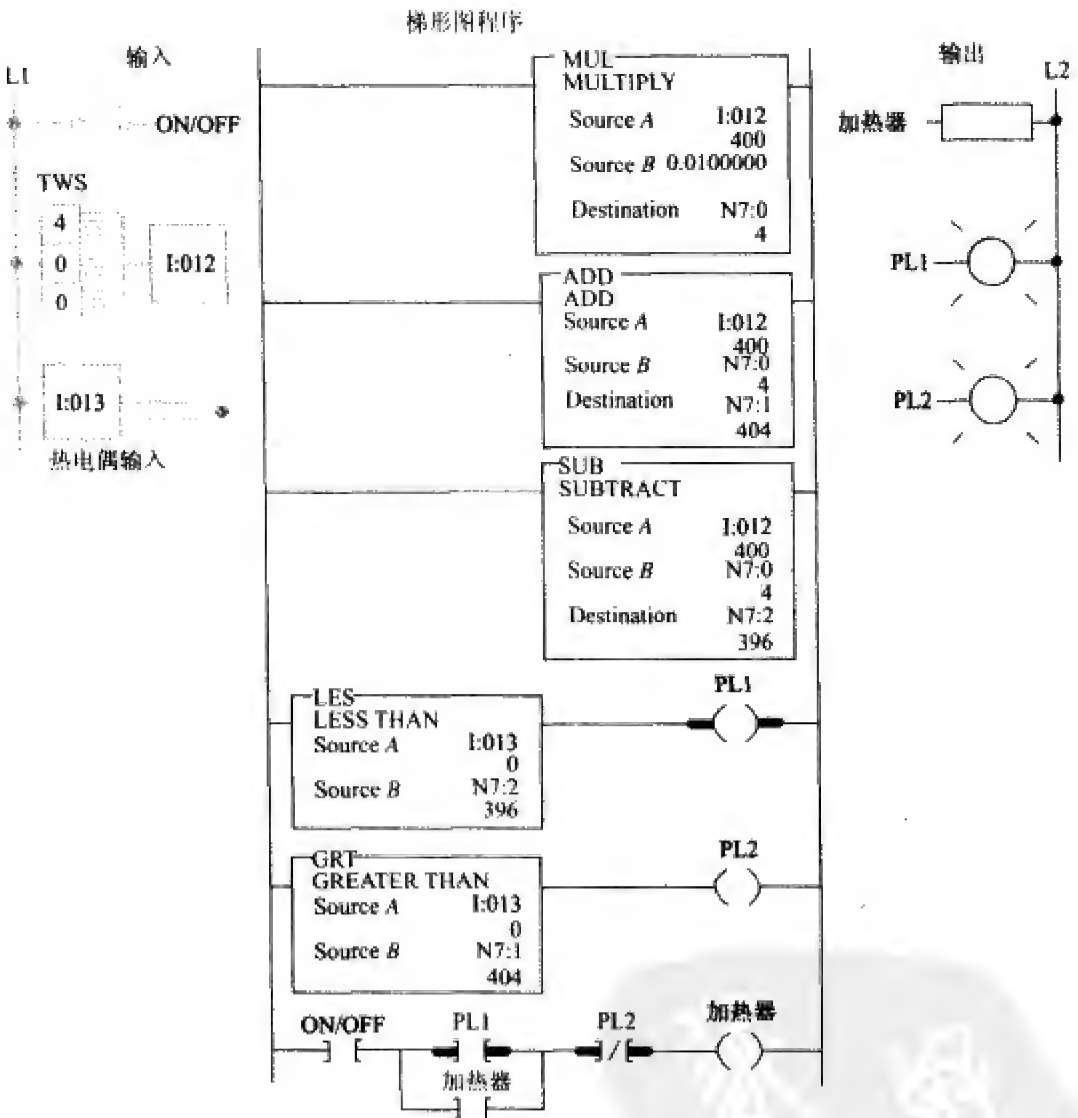 梯形图程序
输入
L1
ON/OFF
TWS
4
0
0
I:012
I:013
热电偶输入
MUL
MULTIPLY
Source A I:012
400
Source B 0.0100000
Destination N7:0
4
ADD
ADD
Source A I:012
400
Source B N7:0
4
Destination N7:1
404
SUB
SUBTRACT
Source A I:012
400
Source B N7:0
4
Destination N7:2
396
LES
LESS THAN
Source A I:013
0
Source B N7:2
396
PL1
GRT
GREATER THAN
Source A I:013
0
Source B N7:1
404
PL2
ON/OFF PL1 PL2 加热器
加热器
输出
L2
加热器
PL1
PL2